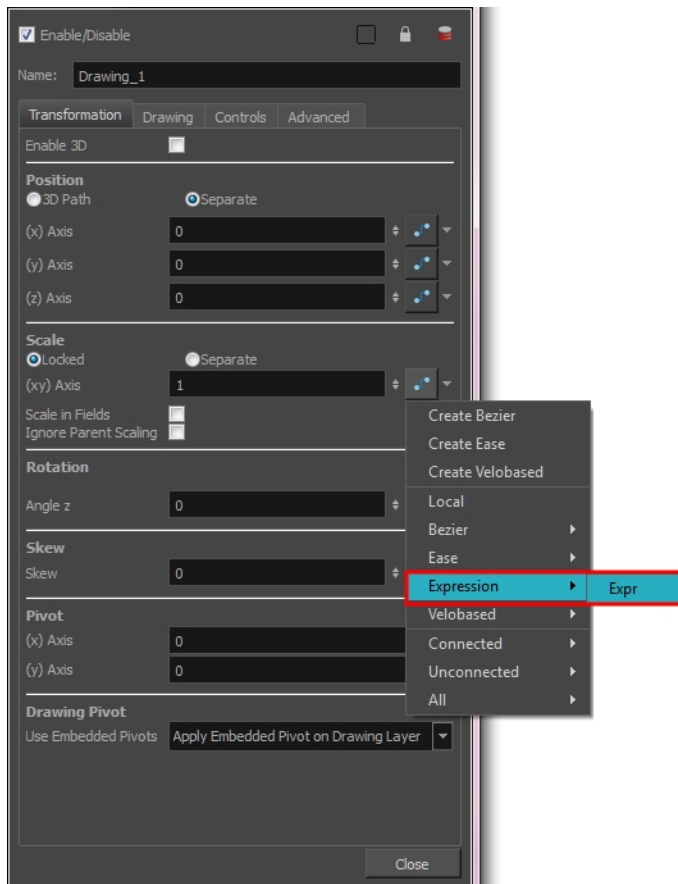 Enable/Disable
Name: Drawing_1
Transformation Drawing Controls Advanced
Enable 3D
Position
3D Path Separate
(x) Axis 0
(y) Axis 0
(z) Axis 0
Scale
Locked Separate
(xy) Axis 1
Scale in Fields
Ignore Parent Scaling
Rotation
Angle z 0
Skew
Skew 0
Pivot
(x) Axis 0
(y) Axis 0
Drawing Pivot
Use Embedded Pivots Apply Embedded Pivot on Drawing Layer
Close
Create Bezier
Create Ease
Create Velobased
Local
Bezier
Ease
Expression Expr
Velobased
Connected
Unconnected
All